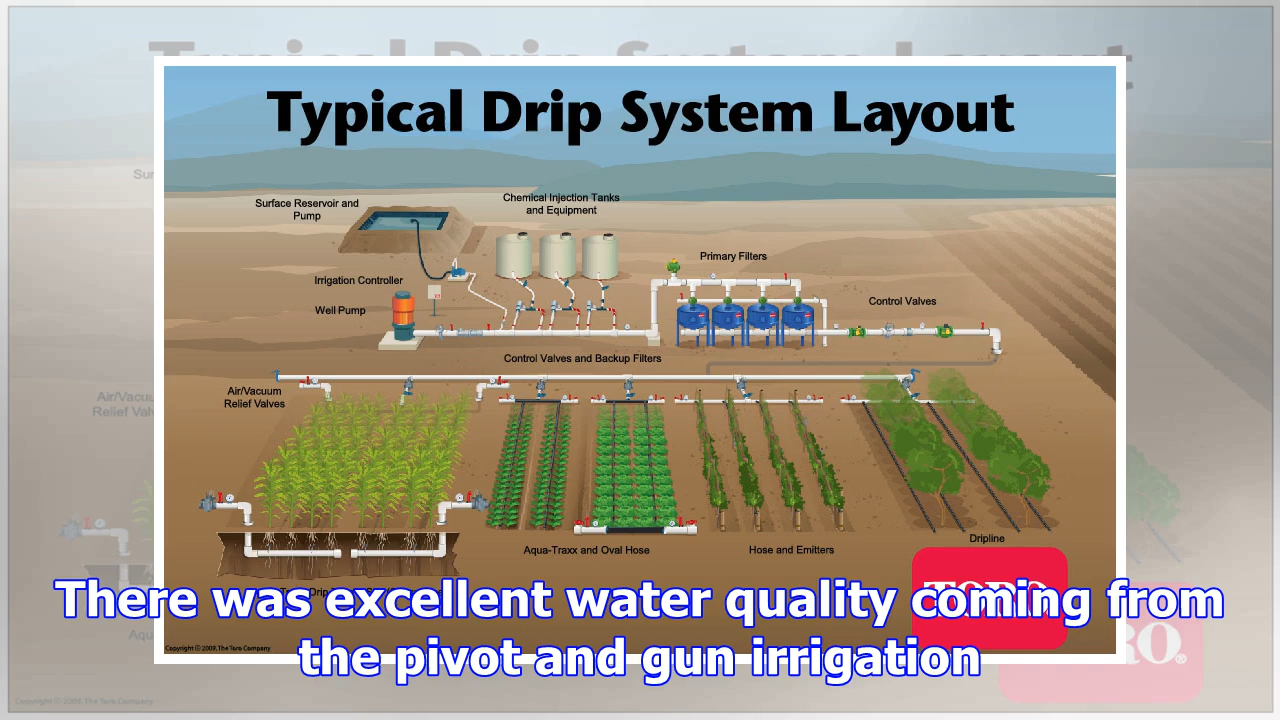 Typical Drip System Layout
Surface Reservoir and
Pump
Chemical Injection Tanks
and Equipment
Primary Filters
Irrigation Controller
Well Pump
Control Valves
Control Valves and Backup Filters
Air/Vacuum
Relief Valves
Aqua-Traxx and Oval Hose
Hose and Emitters
Dripline
TORO
There was excellent water quality coming from
the pivot and gun irrigation
Copyright © 2009, The Toro Company